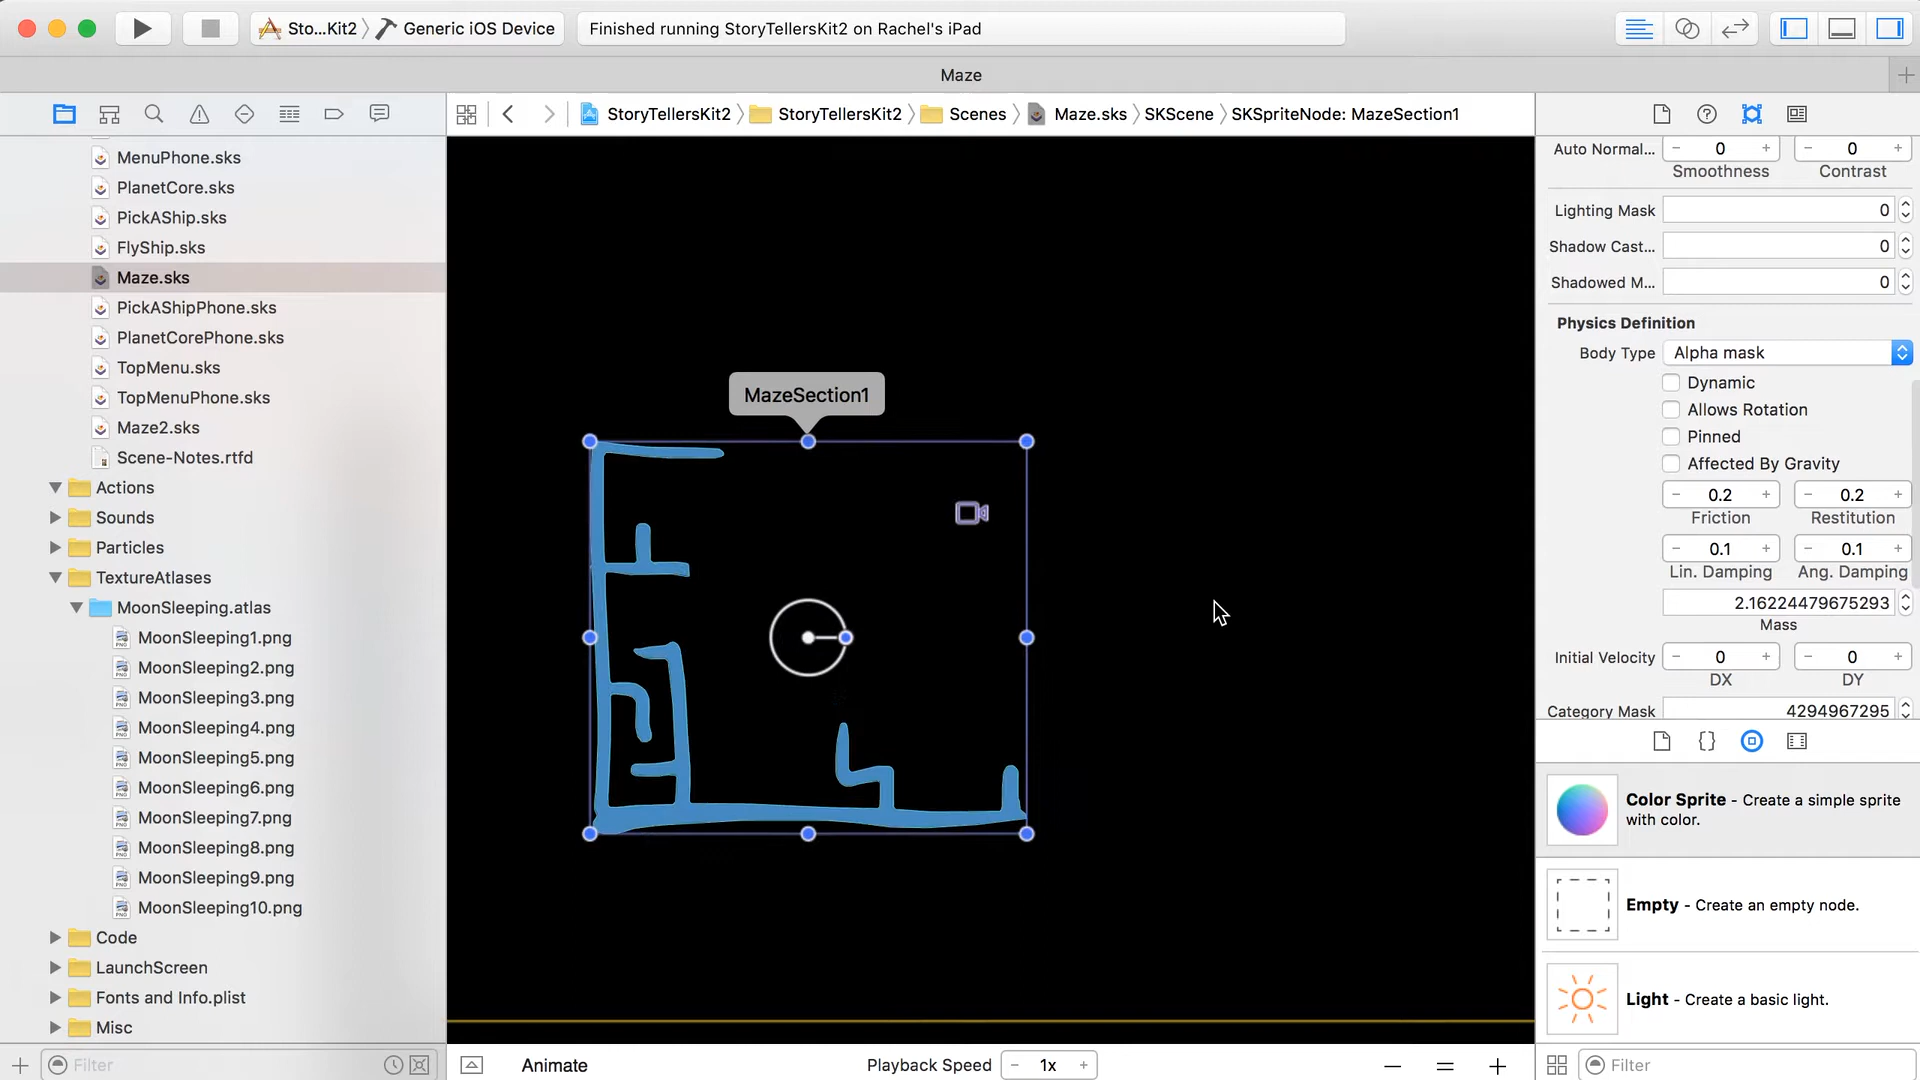 Sto...Kit2 Generic iOS Device
Finished running StoryTellersKit2 on Rachel's iPad
Maze
StoryTellersKit2 StoryTellersKit2 Scenes Maze.sks SKScene SKSpriteNode: MazeSection1
MenuPhone.sks
PlanetCore.sks
PickAShip.sks
FlyShip.sks
Maze.sks
PickAShipPhone.sks
PlanetCorePhone.sks
TopMenu.sks
TopMenuPhone.sks
Maze2.sks
Scene-Notes.rtfd
Actions
Sounds
Particles
TextureAtlases
MoonSleeping.atlas
MoonSleeping1.png
MoonSleeping2.png
MoonSleeping3.png
MoonSleeping4.png
MoonSleeping5.png
MoonSleeping6.png
MoonSleeping7.png
MoonSleeping8.png
MoonSleeping9.png
MoonSleeping10.png
Code
LaunchScreen
Fonts and Info.plist
Misc
Filter
MazeSection1
Animate
Playback Speed - 1x +
Auto Normal... - 0 + - 0 +
Smoothness Contrast
Lighting Mask 0
Shadow Cast... 0
Shadowed M... 0
Physics Definition
Body Type Alpha mask
Dynamic
Allows Rotation
Pinned
Affected By Gravity
- 0.2 + - 0.2 +
Friction Restitution
- 0.1 + - 0.1 +
Lin. Damping Ang. Damping
2.16224479675293
Mass
Initial Velocity - 0 + - 0 +
DX DY
Category Mask 4294967295
Color Sprite - Create a simple sprite
with color.
Empty - Create an empty node.
Light - Create a basic light.
Filter